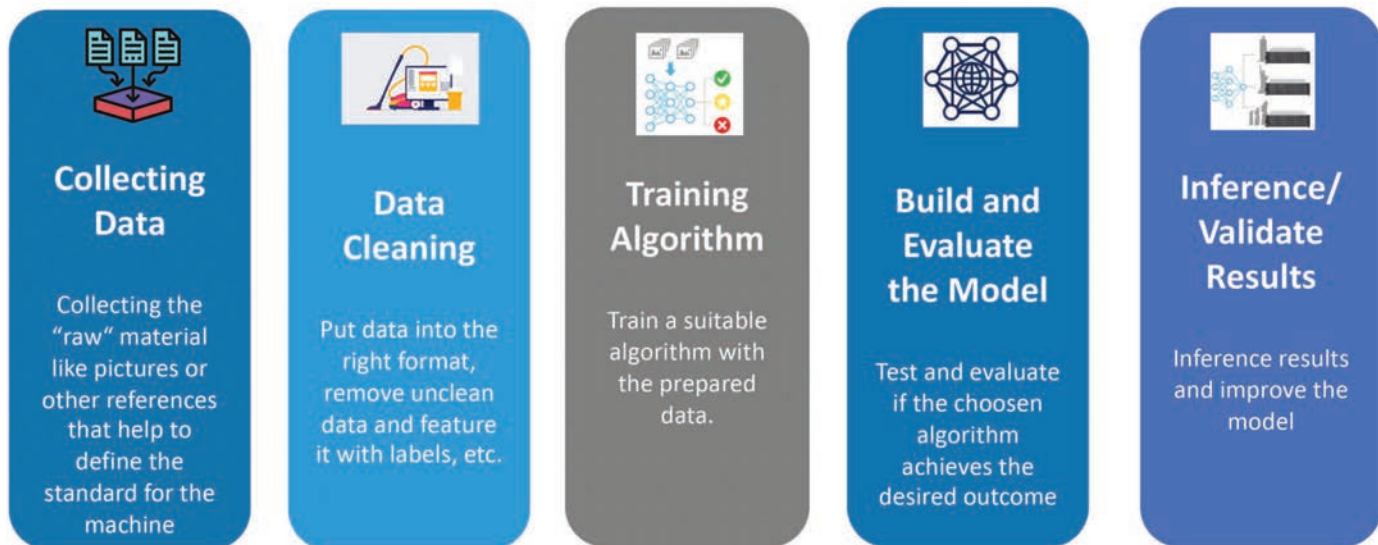 Collecting
Data
Collecting the
“raw“ material
like pictures or
other references
that help to
define the
standard for the
machine
Data
Cleaning
Put data into the
right format,
remove unclean
data and feature
it with labels, etc.
Training
Algorithm
Train a suitable
algorithm with
the prepared
data.
Build and
Evaluate
the Model
Test and evaluate
if the choosen
algorithm
achieves the
desired outcome
Inference/
Validate
Results
Inference results
and improve the
model